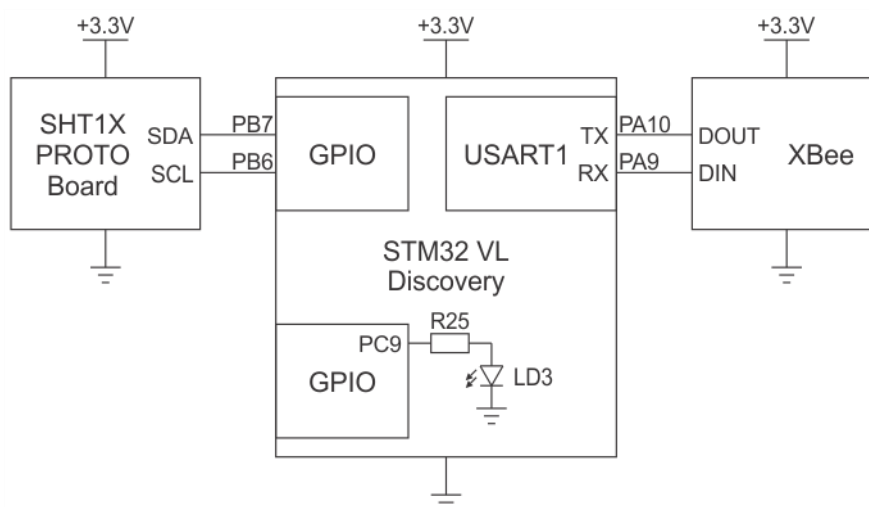 +3.3V
+3.3V
+3.3V
SHT1X
PROTO
Board
SDA
SCL
PB7
PB6
GPIO
USART1
TX
RX
PA10
PA9
DOUT
DIN
XBee
STM32 VL
Discovery
GPIO
PC9
R25
LD3